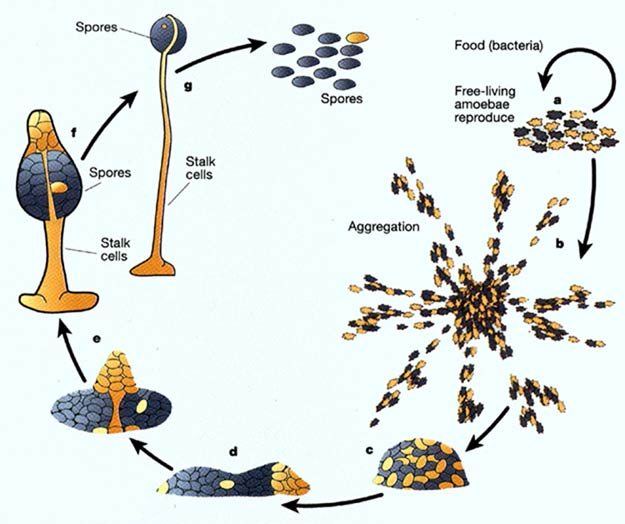 Spores
g
Spores
f
Spores
Stalk
cells
Stalk
cells
Food (bacteria)
Free-living
amoebae
reproduce
a
Aggregation
b
e
d
c